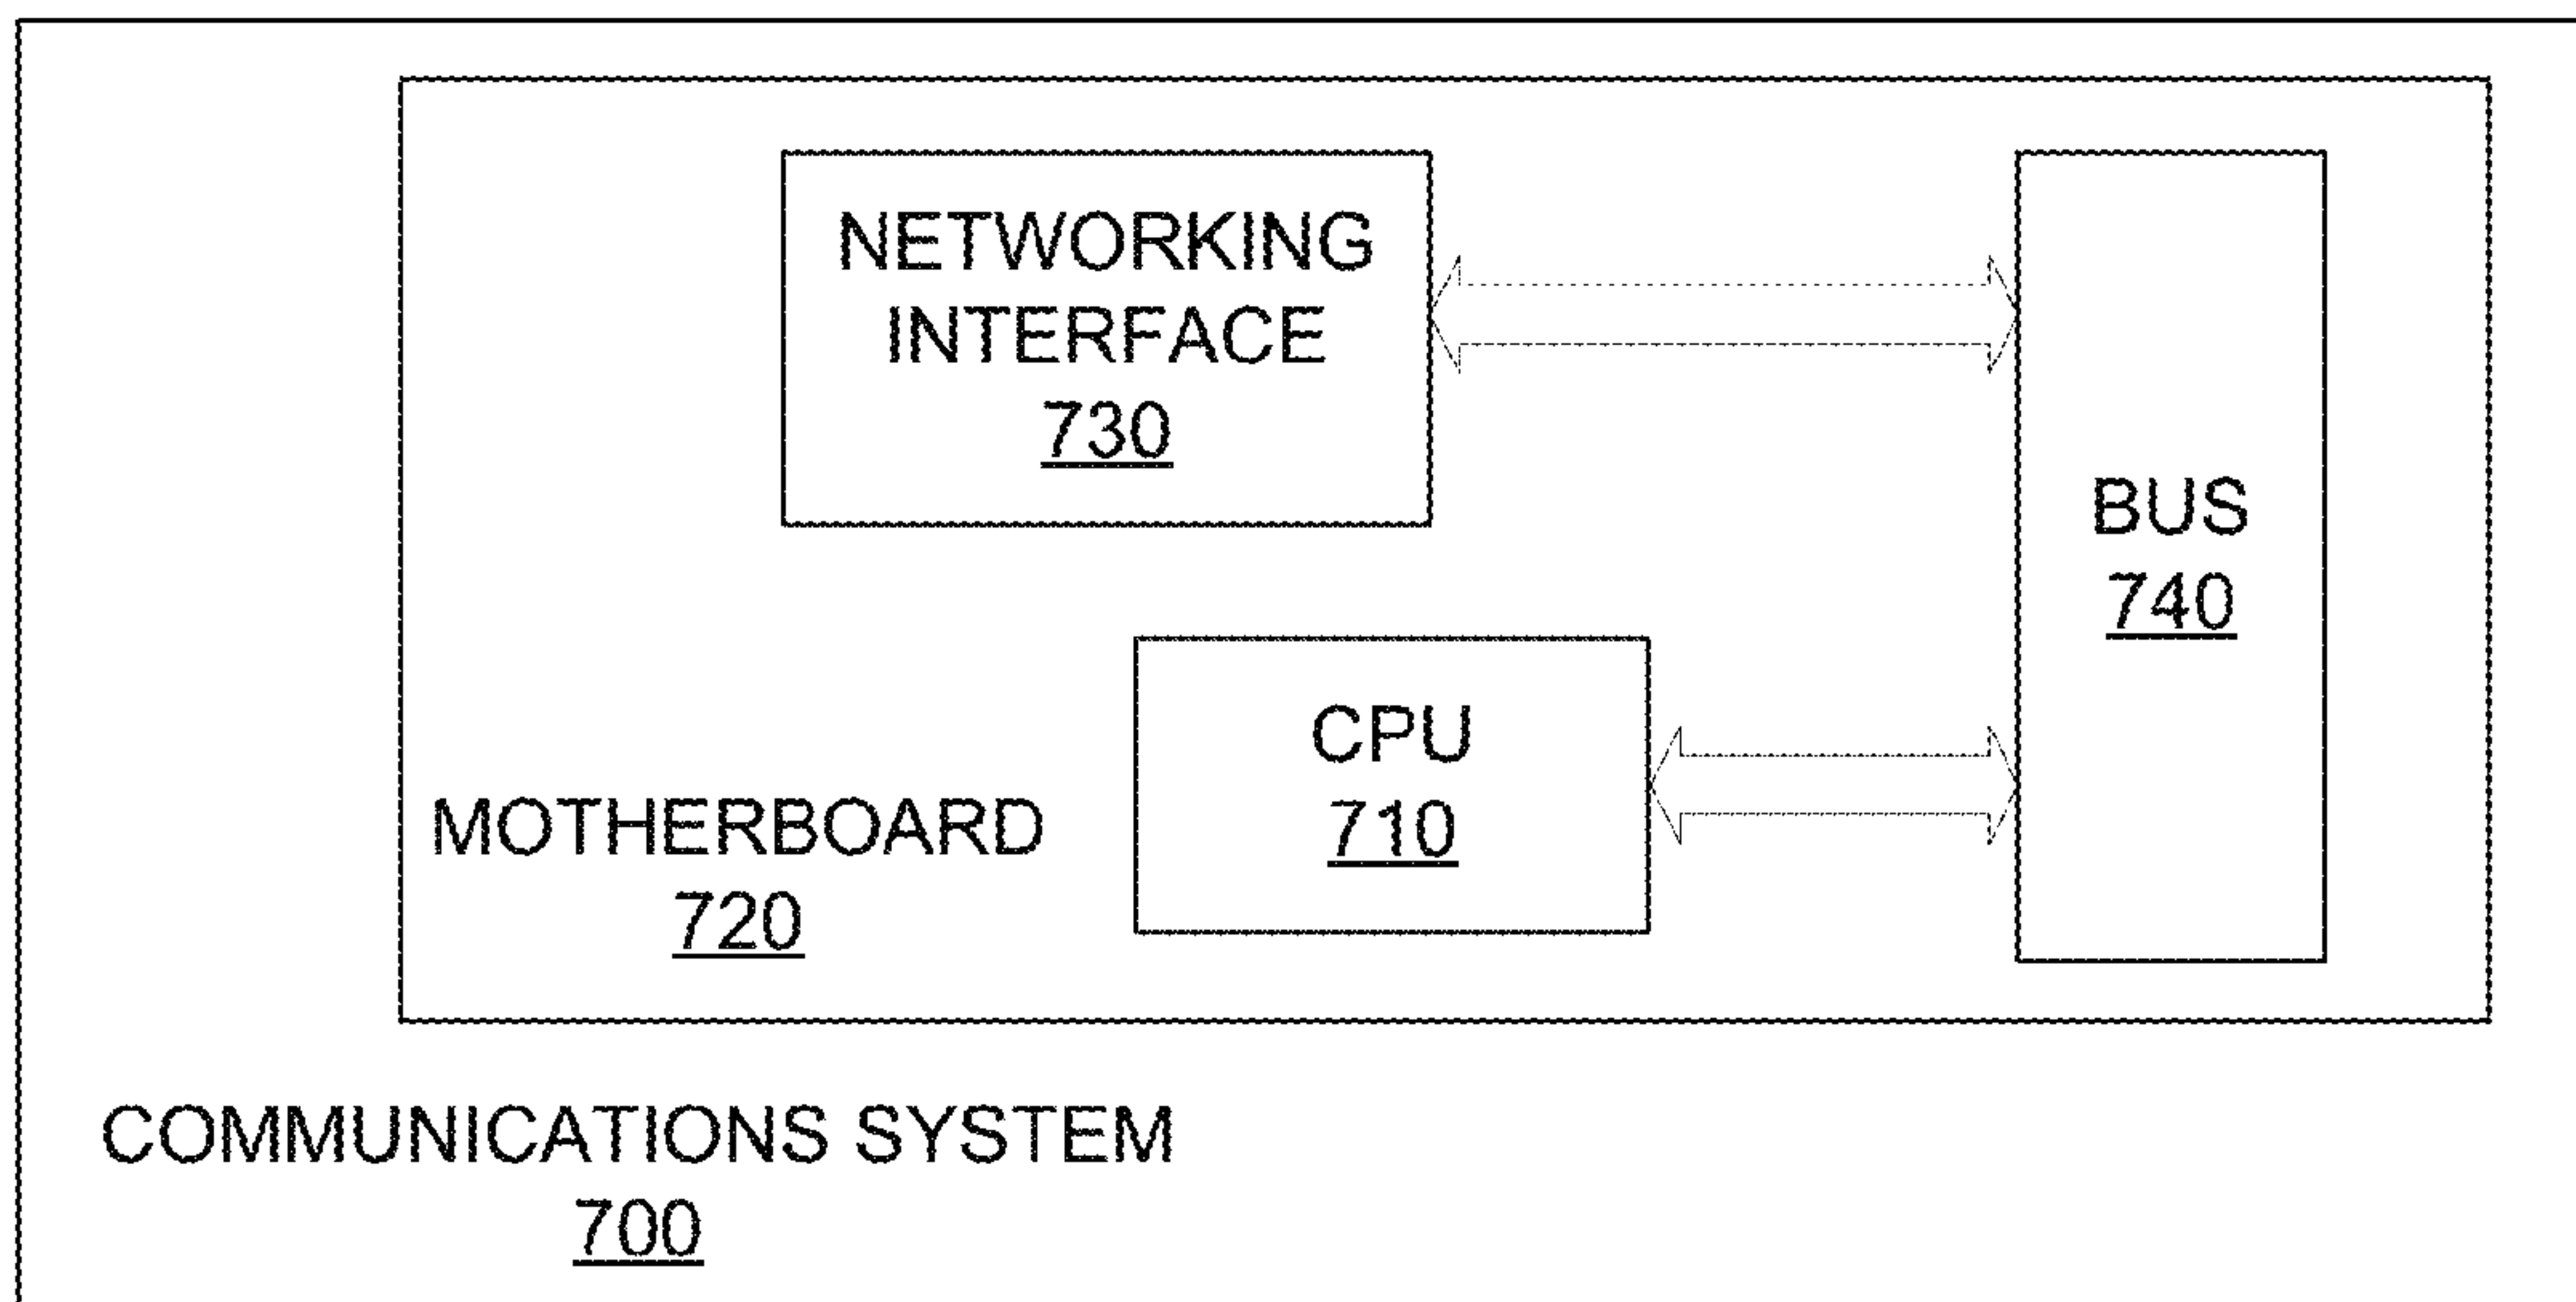 NETWORKING
INTERFACE
730
BUS
740
CPU
710
MOTHERBOARD
720
COMMUNICATIONS SYSTEM
700